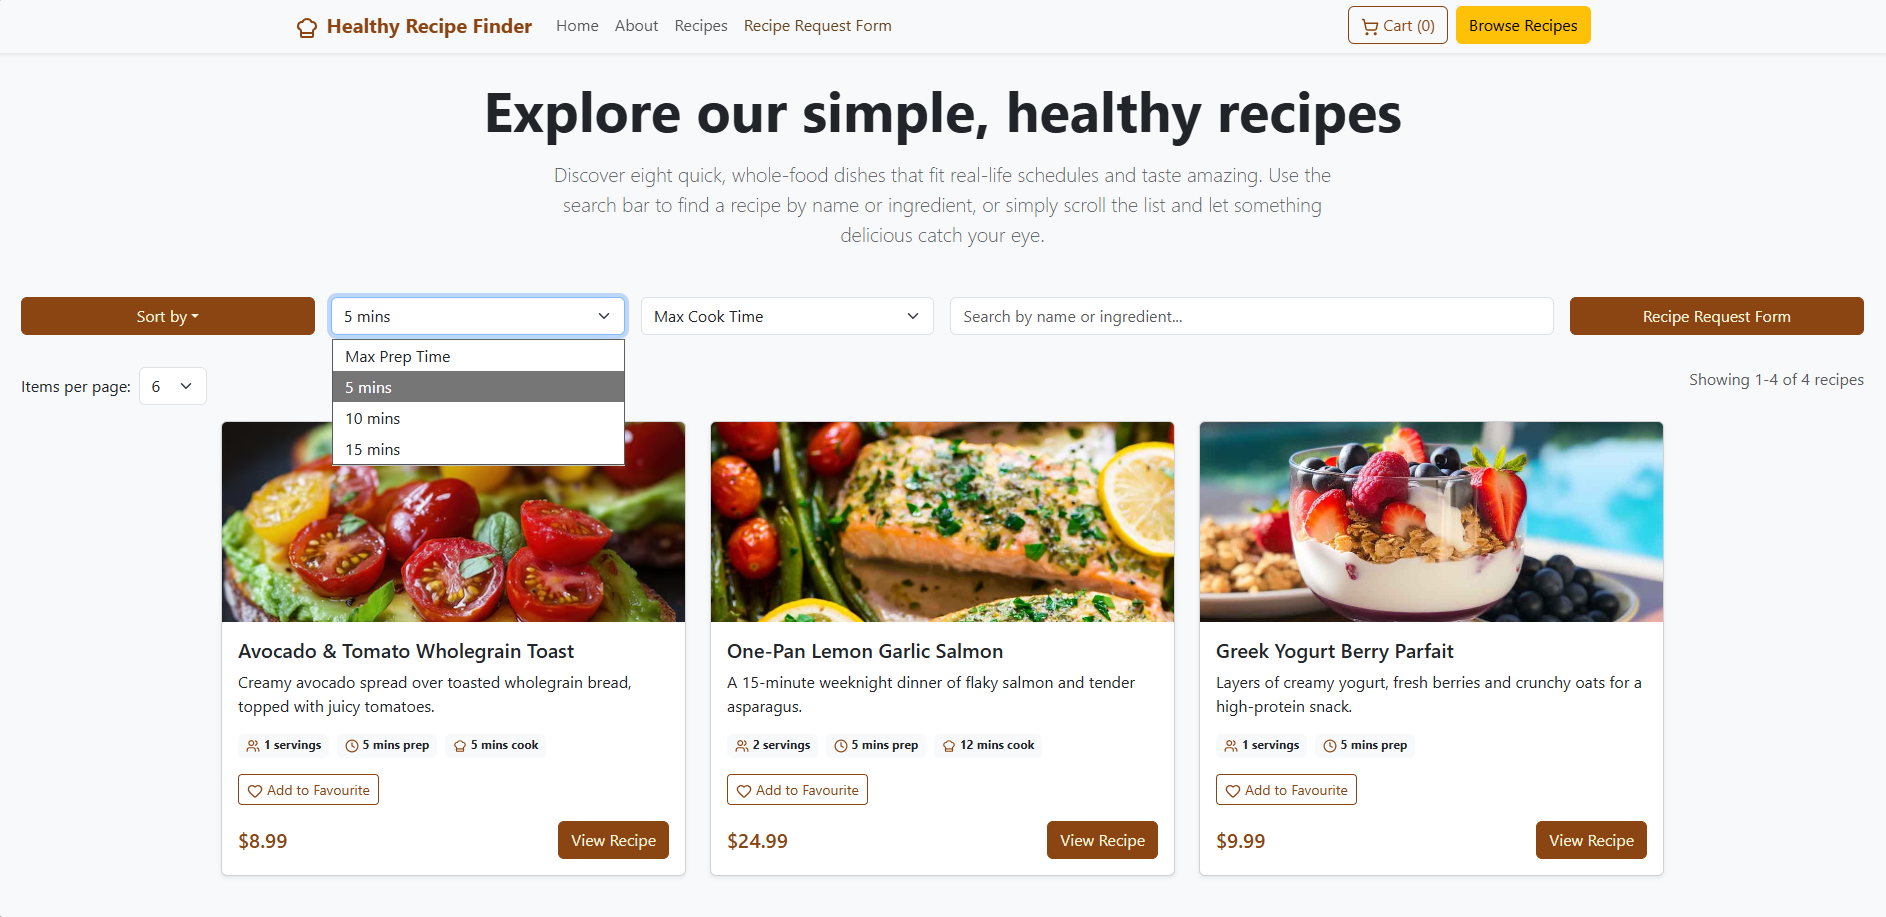 Healthy Recipe Finder
Home
About
Recipes
Recipe Request Form
Cart (0)
Browse Recipes
Explore our simple, healthy recipes
Discover eight quick, whole-food dishes that fit real-life schedules and taste amazing. Use the
search bar to find a recipe by name or ingredient, or simply scroll the list and let something
delicious catch your eye.
Sort by
5 mins
Max Cook Time
Search by name or ingredient...
Recipe Request Form
Max Prep Time
5 mins
10 mins
15 mins
Items per page:
6
Showing 1-4 of 4 recipes
Avocado & Tomato Wholegrain Toast
Creamy avocado spread over toasted wholegrain bread,
topped with juicy tomatoes.
1 servings
5 mins prep
5 mins cook
Add to Favourite
$8.99
View Recipe
One-Pan Lemon Garlic Salmon
A 15-minute weeknight dinner of flaky salmon and tender
asparagus.
2 servings
5 mins prep
12 mins cook
Add to Favourite
$24.99
View Recipe
Greek Yogurt Berry Parfait
Layers of creamy yogurt, fresh berries and crunchy oats for a
high-protein snack.
1 servings
5 mins prep
Add to Favourite
$9.99
View Recipe